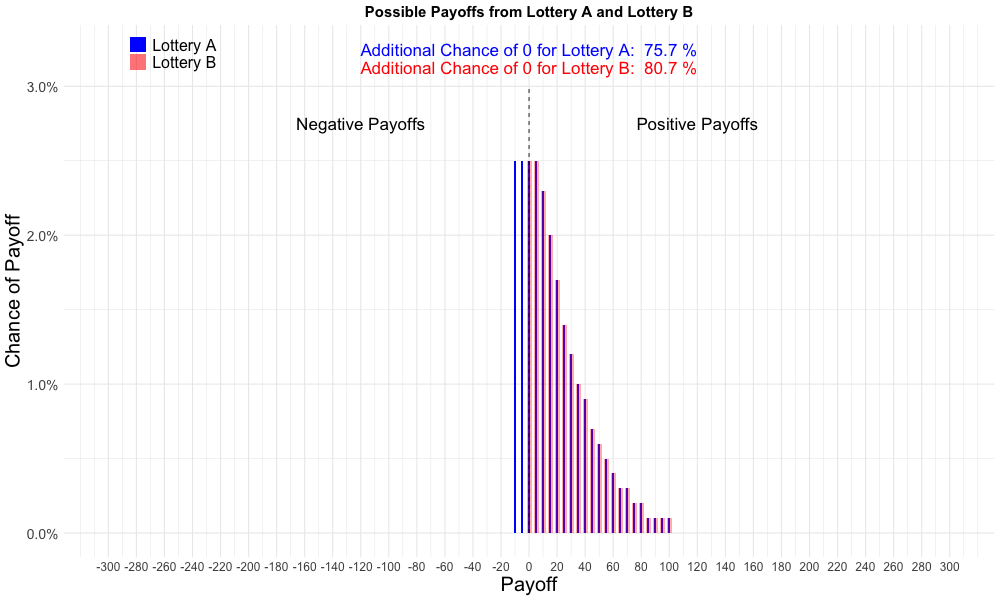 Possible Payoffs from Lottery A and Lottery B
Lottery A
Lottery B
Additional Chance of 0 for Lottery A: 75.7 %
Additional Chance of 0 for Lottery B: 80.7 %
Negative Payoffs
Positive Payoffs
Chance of Payoff
3.0%
2.0%
1.0%
0.0%
-300 -280 -260 -240 -220 -200 -180 -160 -140 -120 -100 -80 -60 -40 -20 0 20 40 60 80 100 120 140 160 180 200 220 240 260 280 300
Payoff